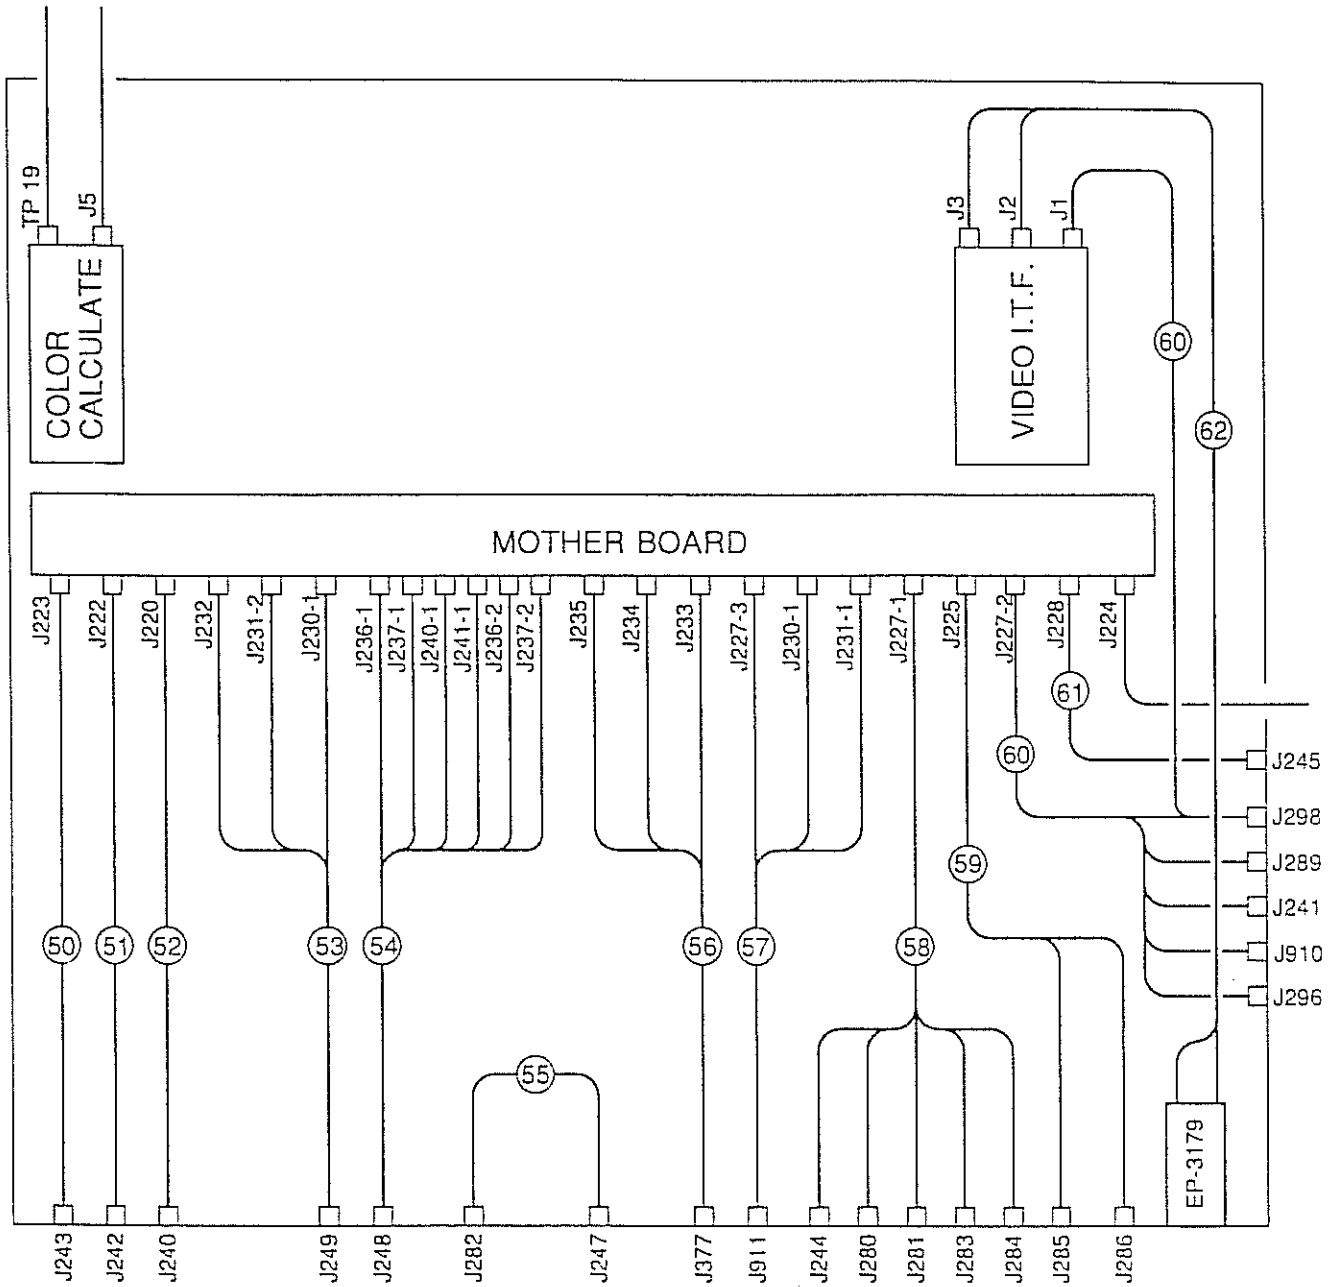 TP 19
J5
J3
J2
J1
COLOR
CALCULATE
VIDEO I.T.F.
60
62
MOTHER BOARD
J223
J222
J220
J232
J231-2
J230-1
J236-1
J237-1
J240-1
J241-1
J236-2
J237-2
J235
J234
J233
J227-3
J230-1
J231-1
J227-1
J225
J227-2
J228
J224
61
60
J245
J298
59
J289
J241
50
51
52
53
54
56
57
58
J910
J296
55
EP-3179
J243
J242
J240
J249
J248
J282
J247
J377
J911
J244
J280
J281
J283
J284
J285
J286